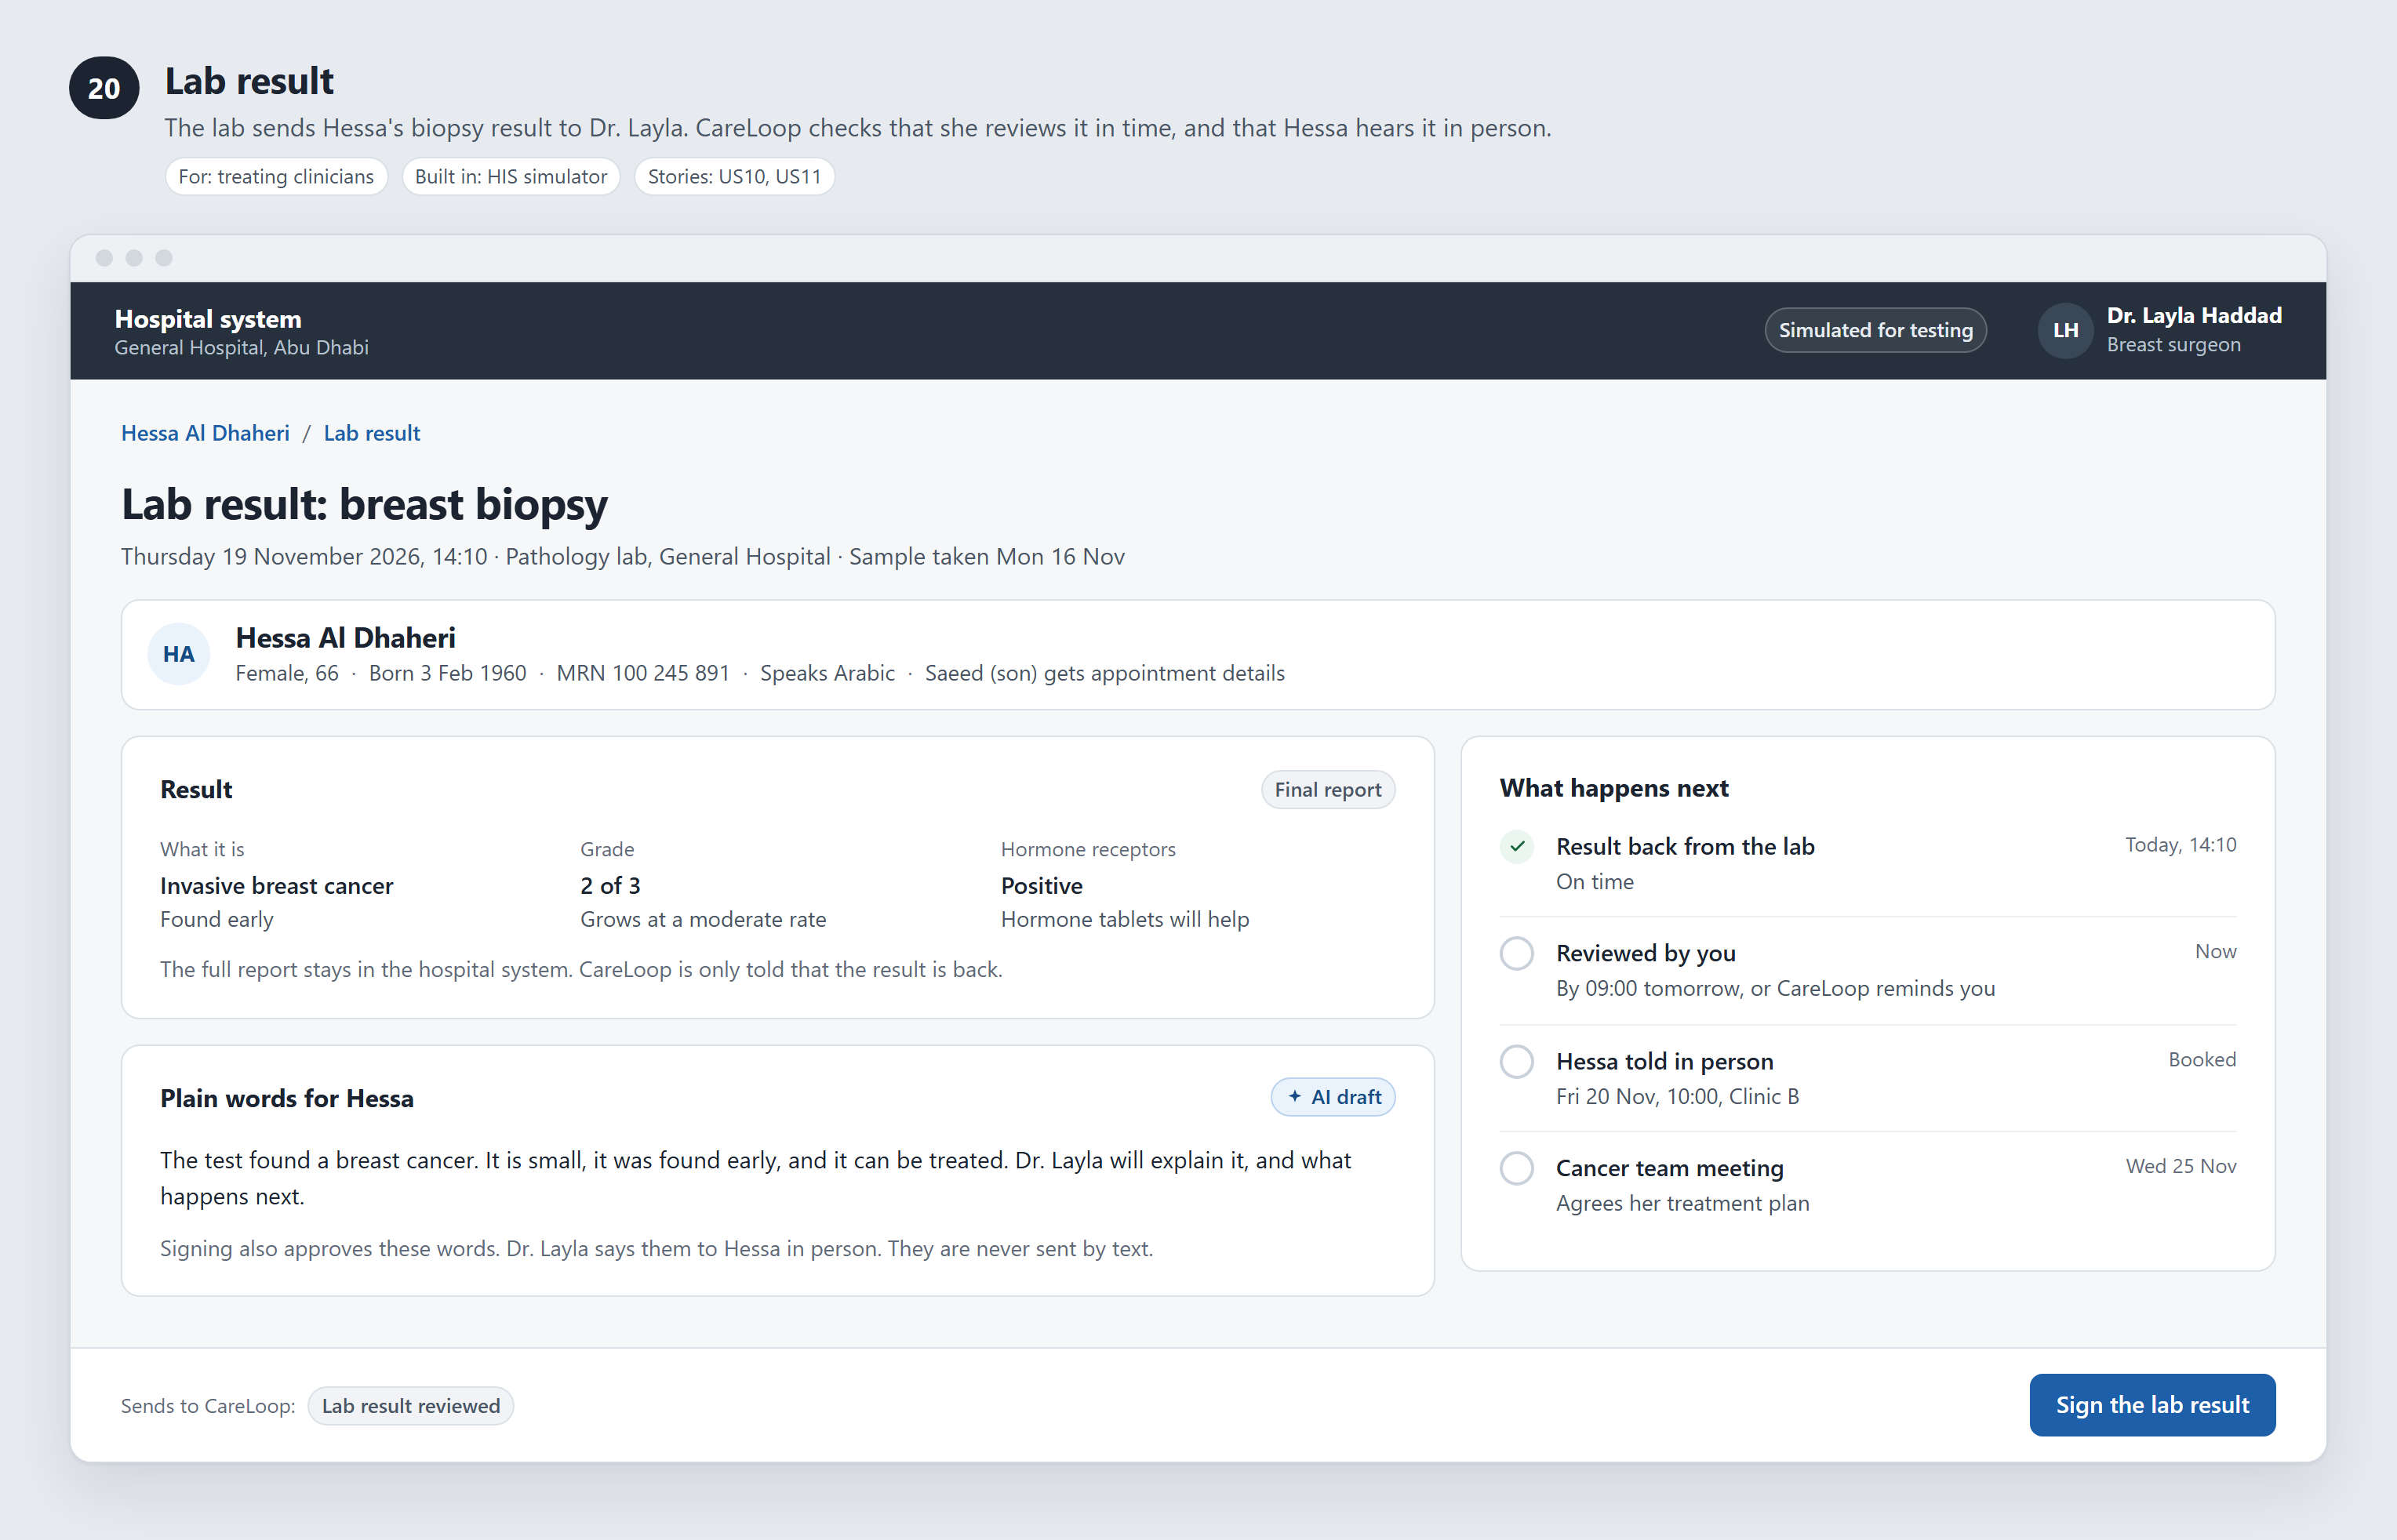 20
Lab result
The lab sends Hessa's biopsy result to Dr. Layla. CareLoop checks that she reviews it in time, and that Hessa hears it in person.
For: treating clinicians
Built in: HIS simulator
Stories: US10, US11
Hospital system
General Hospital, Abu Dhabi
Simulated for testing
LH
Dr. Layla Haddad
Breast surgeon
Hessa Al Dhaheri / Lab result
Lab result: breast biopsy
Thursday 19 November 2026, 14:10 · Pathology lab, General Hospital · Sample taken Mon 16 Nov
HA
Hessa Al Dhaheri
Female, 66 · Born 3 Feb 1960 · MRN 100 245 891 · Speaks Arabic · Saeed (son) gets appointment details
Result
Final report
What it is
Invasive breast cancer
Found early
Grade
2 of 3
Grows at a moderate rate
Hormone receptors
Positive
Hormone tablets will help
The full report stays in the hospital system. CareLoop is only told that the result is back.
Plain words for Hessa
AI draft
The test found a breast cancer. It is small, it was found early, and it can be treated. Dr. Layla will explain it, and what
happens next.
Signing also approves these words. Dr. Layla says them to Hessa in person. They are never sent by text.
What happens next
Result back from the lab
Today, 14:10
On time
Reviewed by you
Now
By 09:00 tomorrow, or CareLoop reminds you
Hessa told in person
Booked
Fri 20 Nov, 10:00, Clinic B
Cancer team meeting
Wed 25 Nov
Agrees her treatment plan
Sends to CareLoop:
Lab result reviewed
Sign the lab result